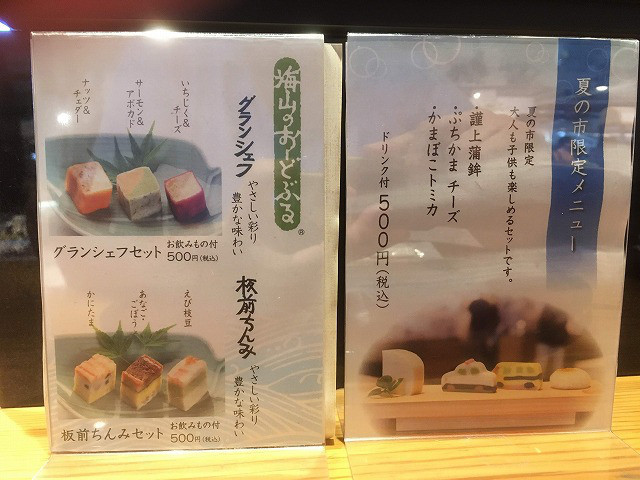 海山のおーどぶる®
グランシェフ
やさしい彩り
豊かな味わい
いちじく&
チーズ
サーモン&
アボカド
ナッツ&
チェダー
グランシェフセット
お飲みもの付
500円(税込)
板前ちんみ
やさしい彩り
豊かな味わい
えび枝豆
あなご・
ごぼう
かにたま
板前ちんみセット
お飲みもの付
500円(税込)
夏の市限定メニュー
夏の市限定
大人も子供も楽しめるセットです。
・謹上蒲鉾
・ぷちかま チーズ
・かまぼこトミカ
ドリンク付 500円(税込)